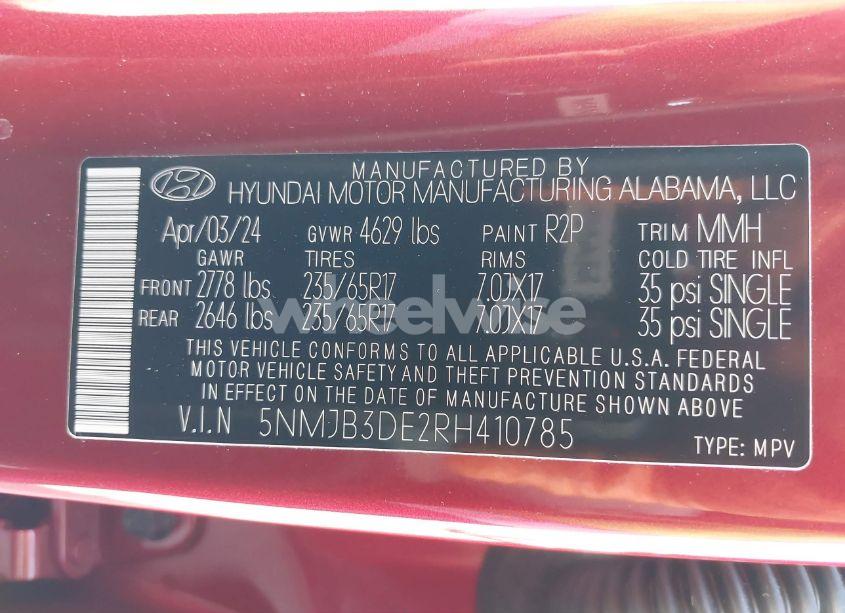 MANUFACTURED BY
HYUNDAI MOTOR MANUFACTURING ALABAMA, LLC
Apr/03/24 GVWR 4629 lbs PAINT R2P TRIM MMH
GAWR TIRES RIMS COLD TIRE INFL
FRONT 2778 lbs 235/65R17 7.0JX17 35 psi SINGLE
REAR 2646 lbs 235/65R17 7.0JX17 35 psi SINGLE
wheelwise
THIS VEHICLE CONFORMS TO ALL APPLICABLE U.S.A. FEDERAL
MOTOR VEHICLE SAFETY AND THEFT PREVENTION STANDARDS
IN EFFECT ON THE DATE OF MANUFACTURE SHOWN ABOVE
V.I.N 5NMJB3DE2RH410785
TYPE: MPV